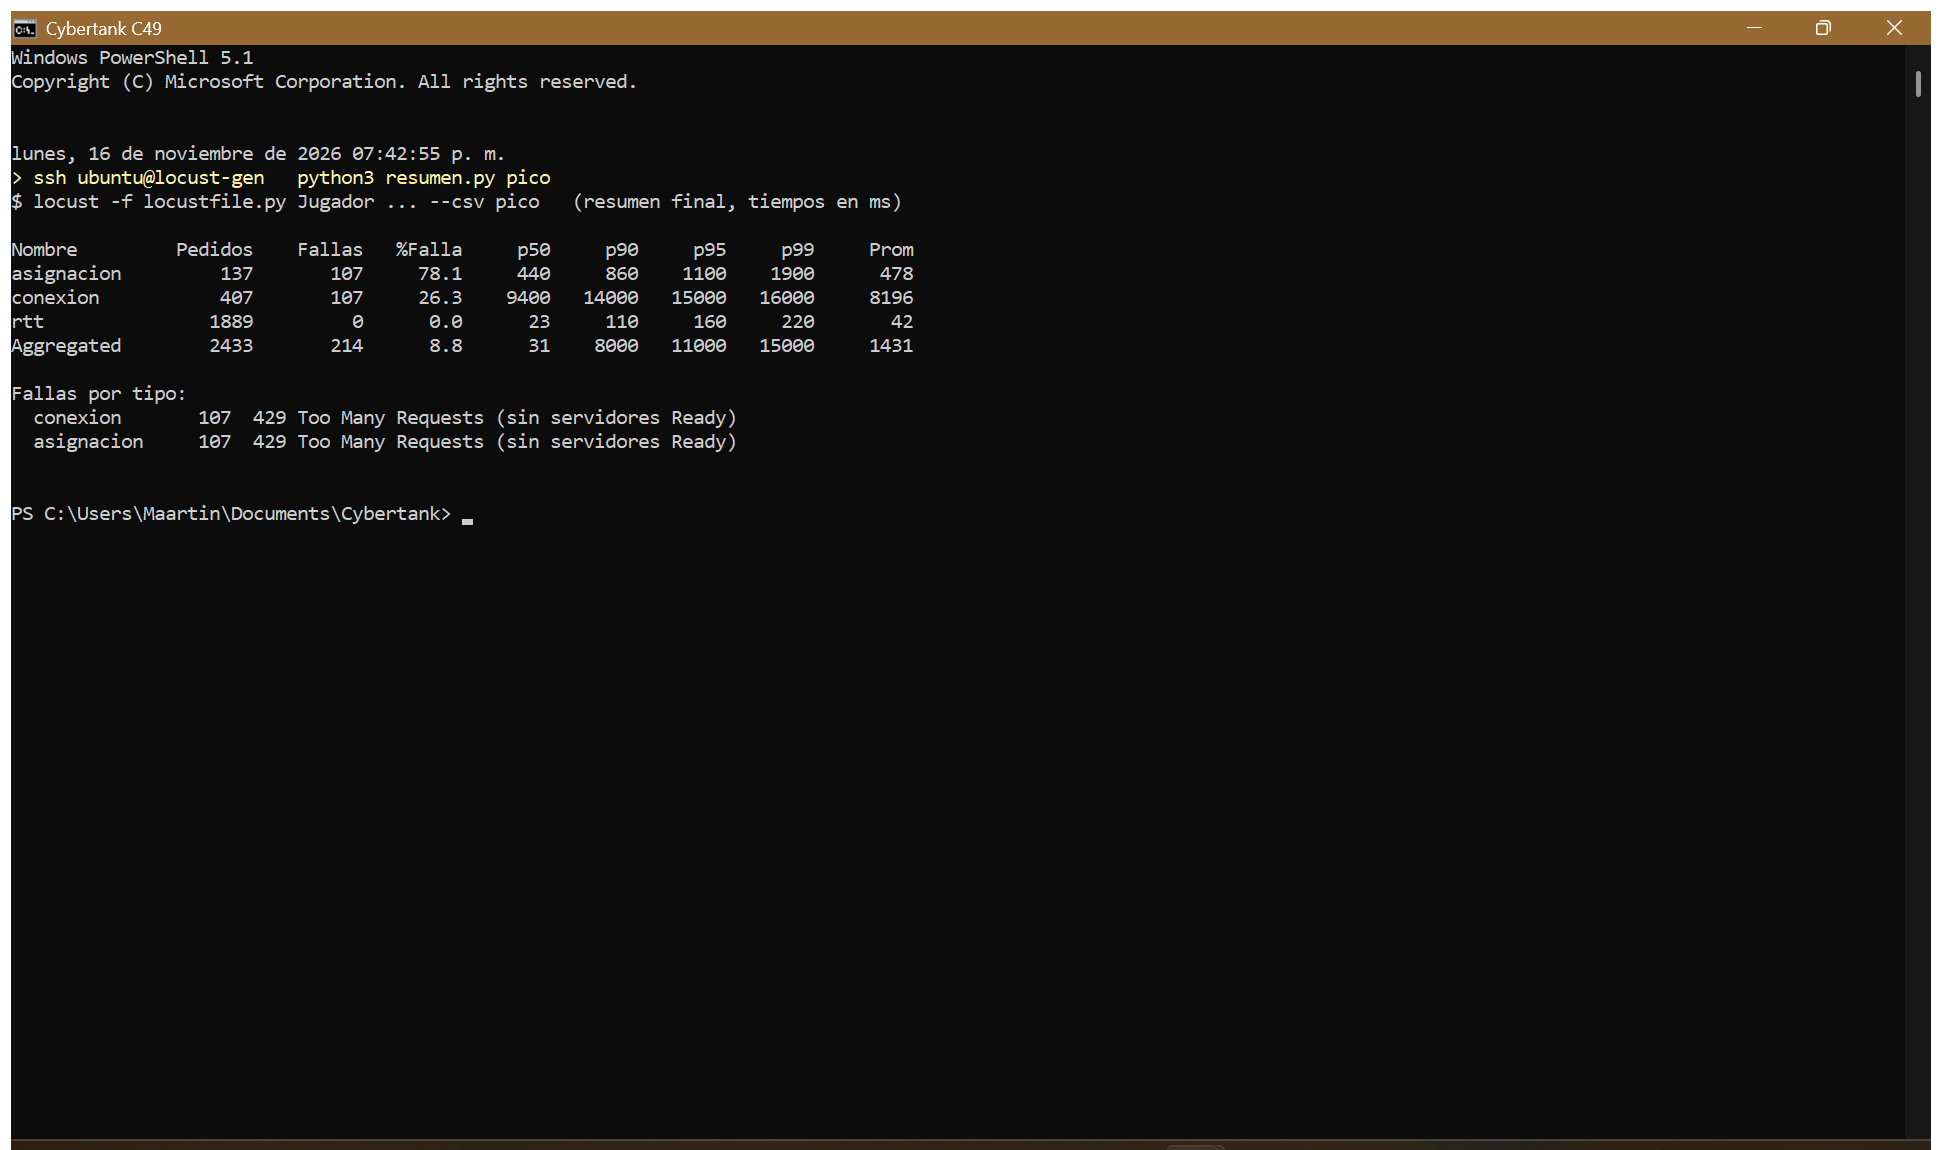 Cybertank C49
Windows PowerShell 5.1
Copyright (C) Microsoft Corporation. All rights reserved.
lunes, 16 de noviembre de 2026 07:42:55 p. m.
> ssh ubuntu@locust-gen   python3 resumen.py pico
$ locust -f locustfile.py Jugador ... --csv pico   (resumen final, tiempos en ms)
Nombre         Pedidos    Fallas   %Falla     p50     p90     p95     p99     Prom
asignacion         137       107     78.1     440     860    1100    1900      478
conexion           407       107     26.3    9400   14000   15000   16000     8196
rtt               1889         0      0.0      23     110     160     220       42
Aggregated        2433       214      8.8      31    8000   11000   15000     1431
Fallas por tipo:
  conexion       107  429 Too Many Requests (sin servidores Ready)
  asignacion     107  429 Too Many Requests (sin servidores Ready)
PS C:\Users\Maartin\Documents\Cybertank>